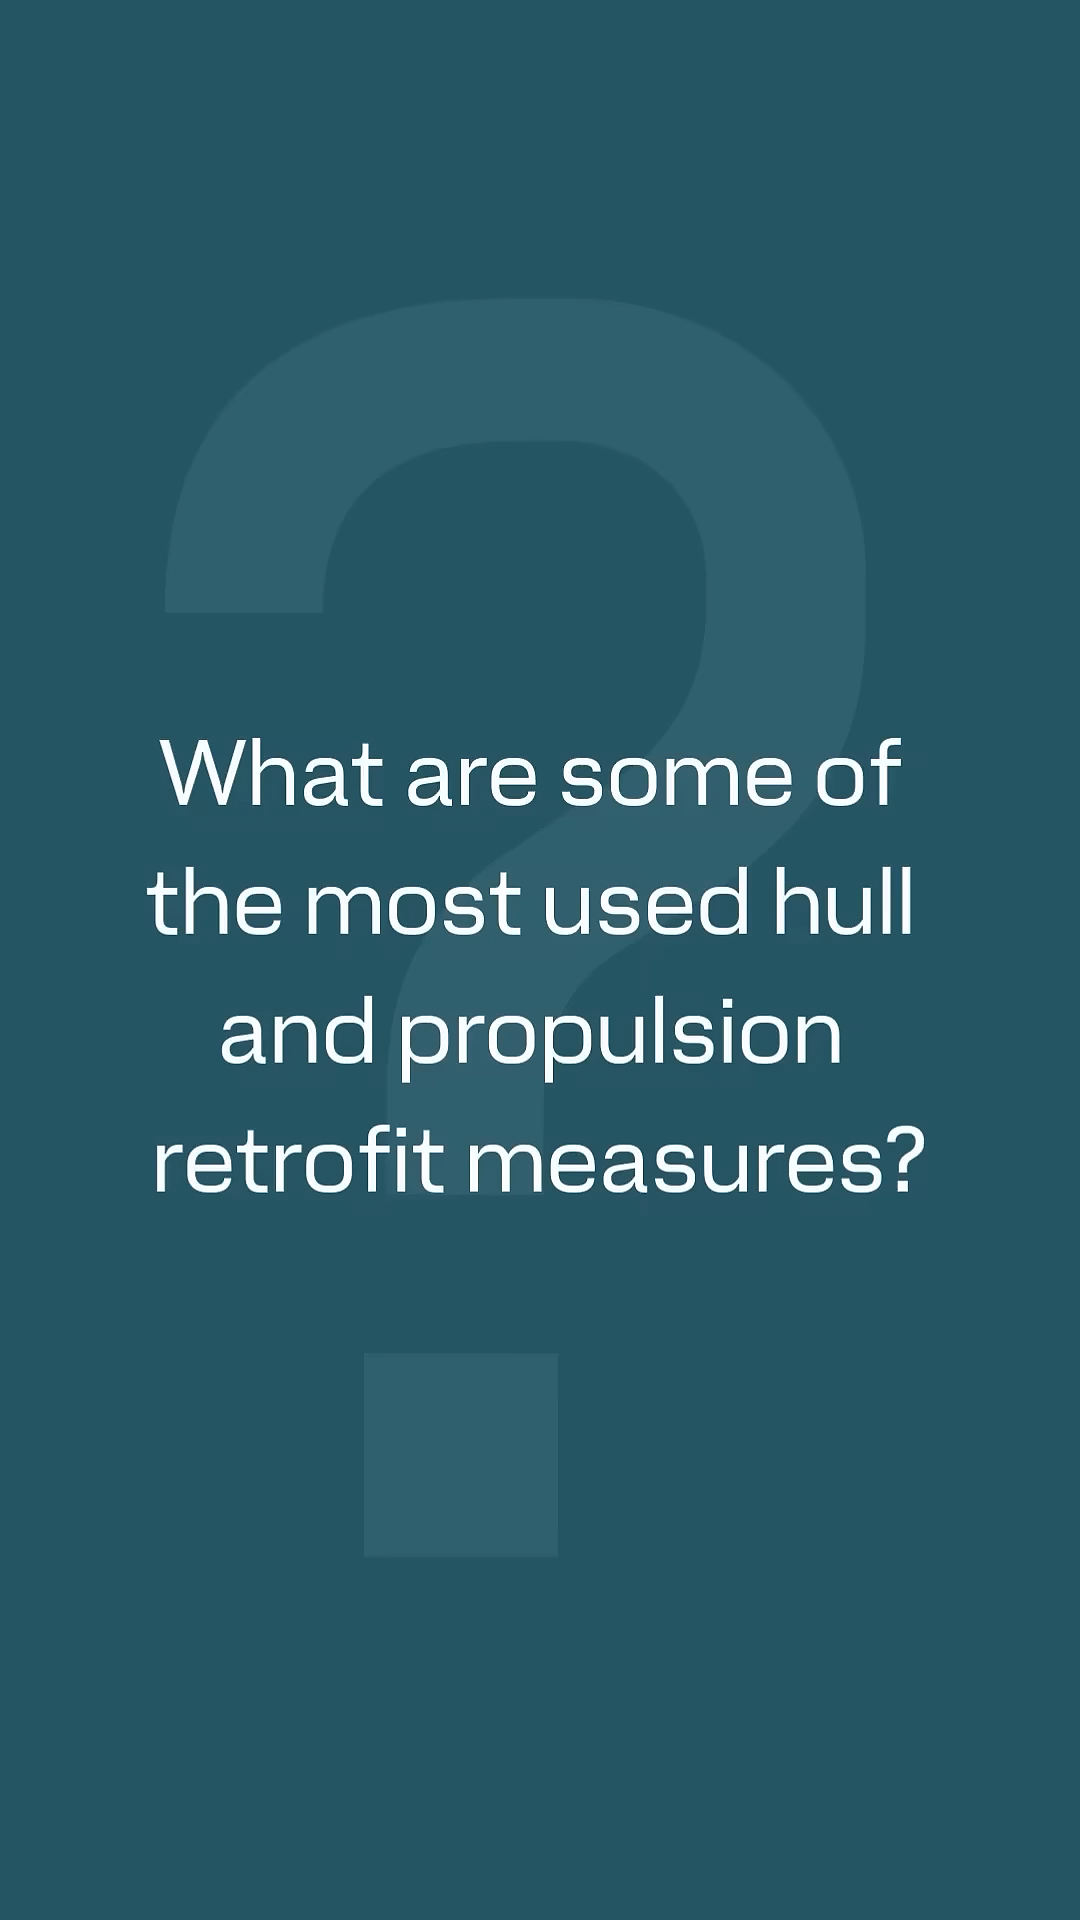 What are some of
the most used hull
and propulsion
retrofit measures?